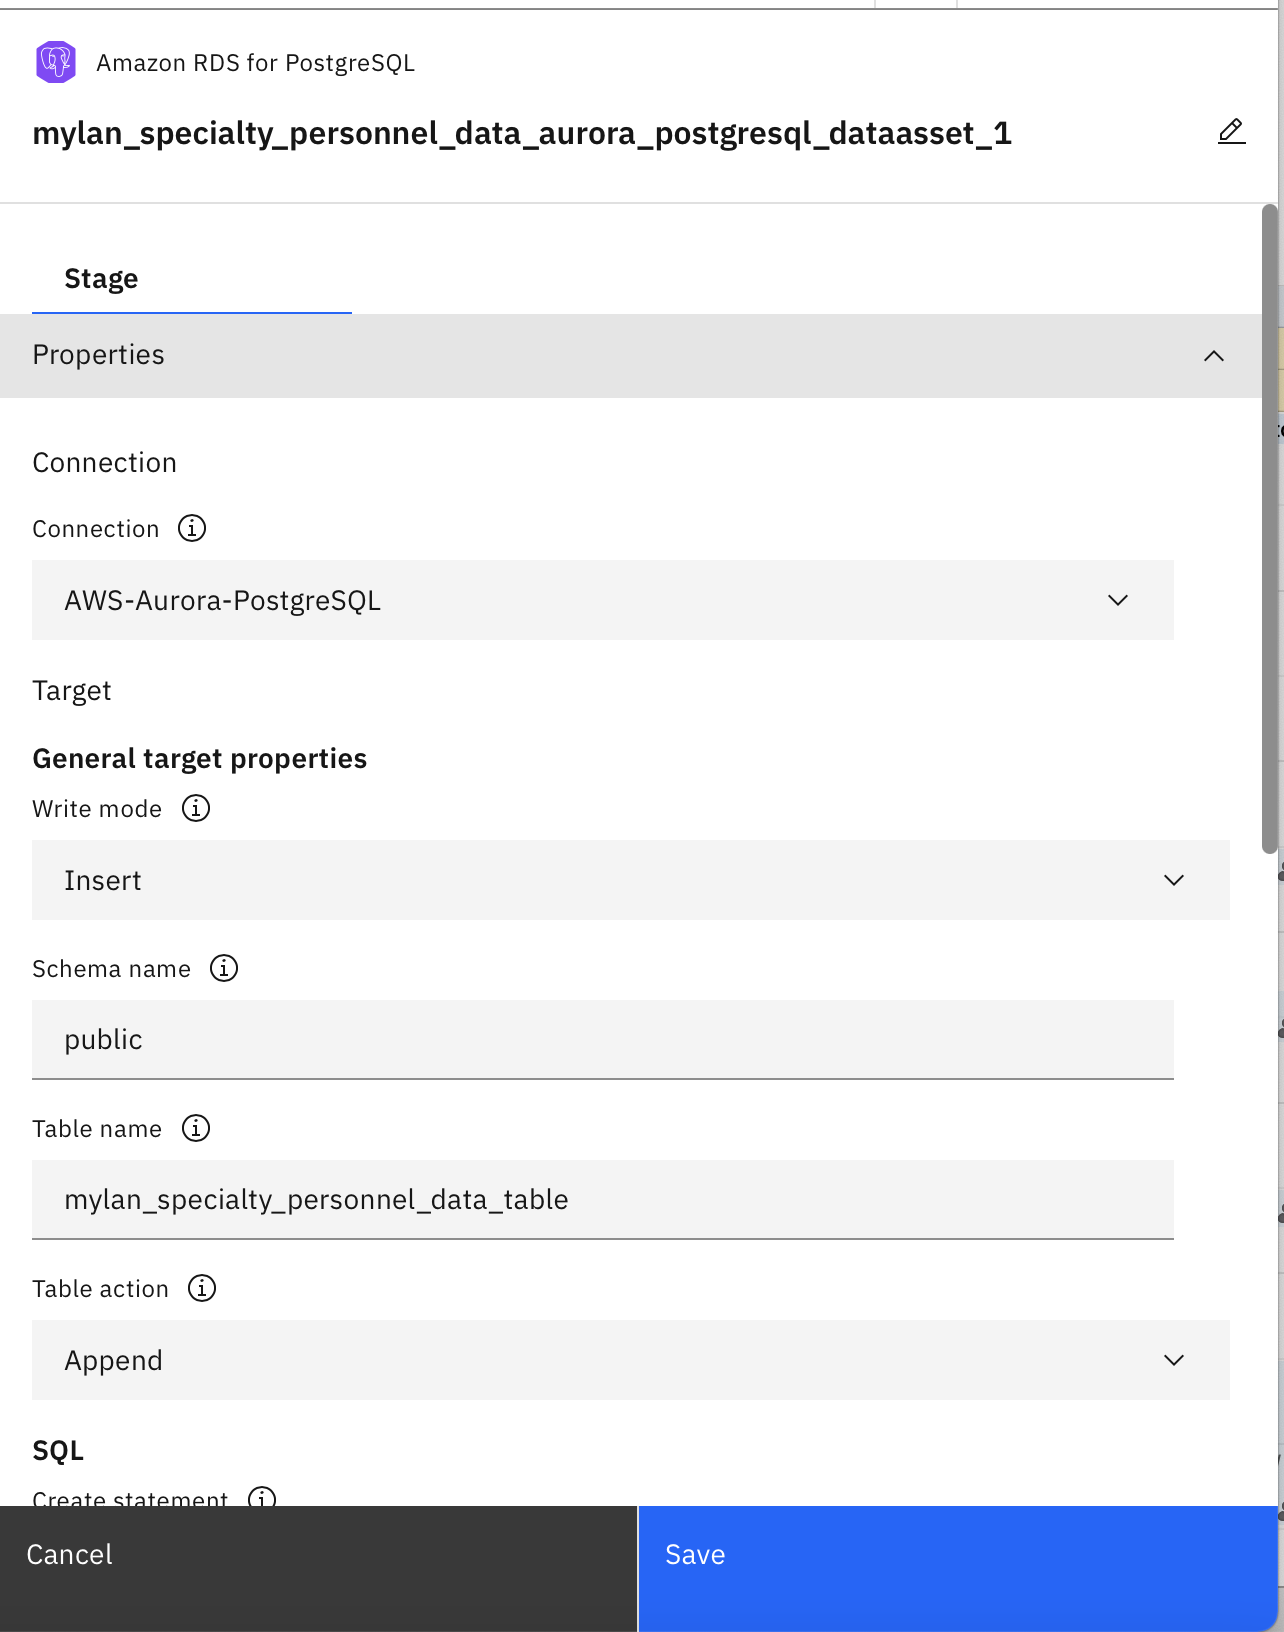 Amazon RDS for PostgreSQL
mylan_specialty_personnel_data_aurora_postgresql_dataasset_1
Stage
Properties
Connection
Connection
AWS-Aurora-PostgreSQL
Target
General target properties
Write mode
Insert
Schema name
public
Table name
mylan_specialty_personnel_data_table
Table action
Append
SQL
Create statement
Cancel
Save